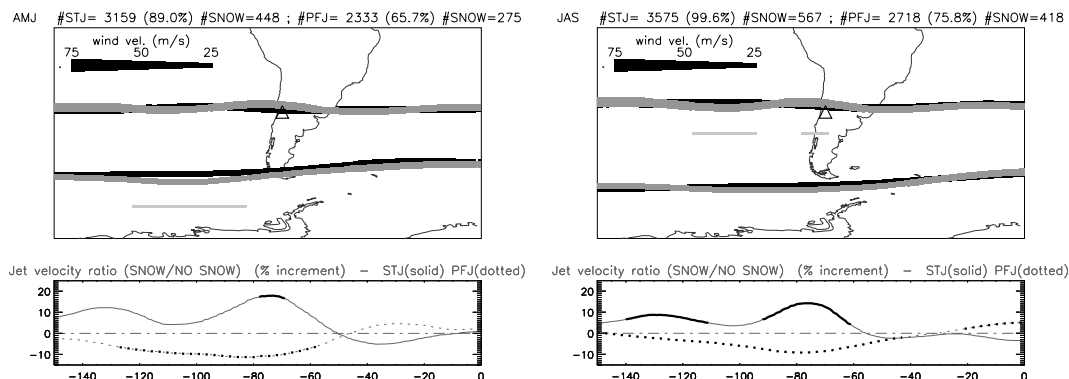 AMJ #STJ= 3159 (89.0%) #SNOW=448 ; #PFJ= 2333 (65.7%) #SNOW=275
wind vel. (m/s)
75 50 25
Jet velocity ratio (SNOW/NO SNOW) (% increment) – STJ(solid) PFJ(dotted)
20
10
0
-10
-140 -120 -100 -80 -60 -40 -20 0
JAS #STJ= 3575 (99.6%) #SNOW=567 ; #PFJ= 2718 (75.8%) #SNOW=418
wind vel. (m/s)
75 50 25
Jet velocity ratio (SNOW/NO SNOW) (% increment) – STJ(solid) PFJ(dotted)
20
10
0
-10
-140 -120 -100 -80 -60 -40 -20 0